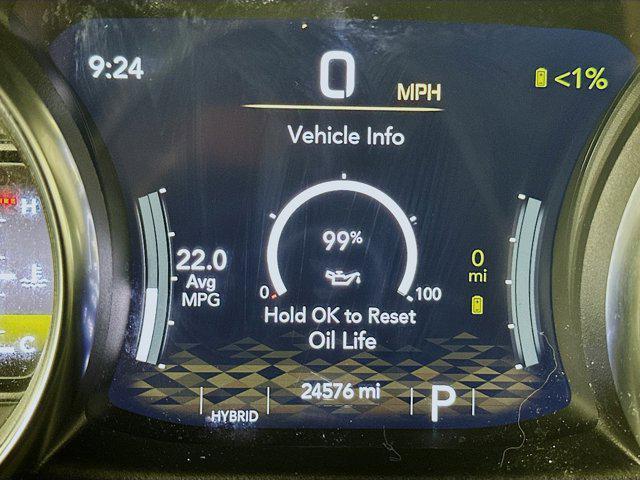 9:24
0
MPH
<1%
Vehicle Info
99%
22.0
Avg
MPG
0
mi
0
100
Hold OK to Reset
Oil Life
24576 mi
HYBRID
P
H
C